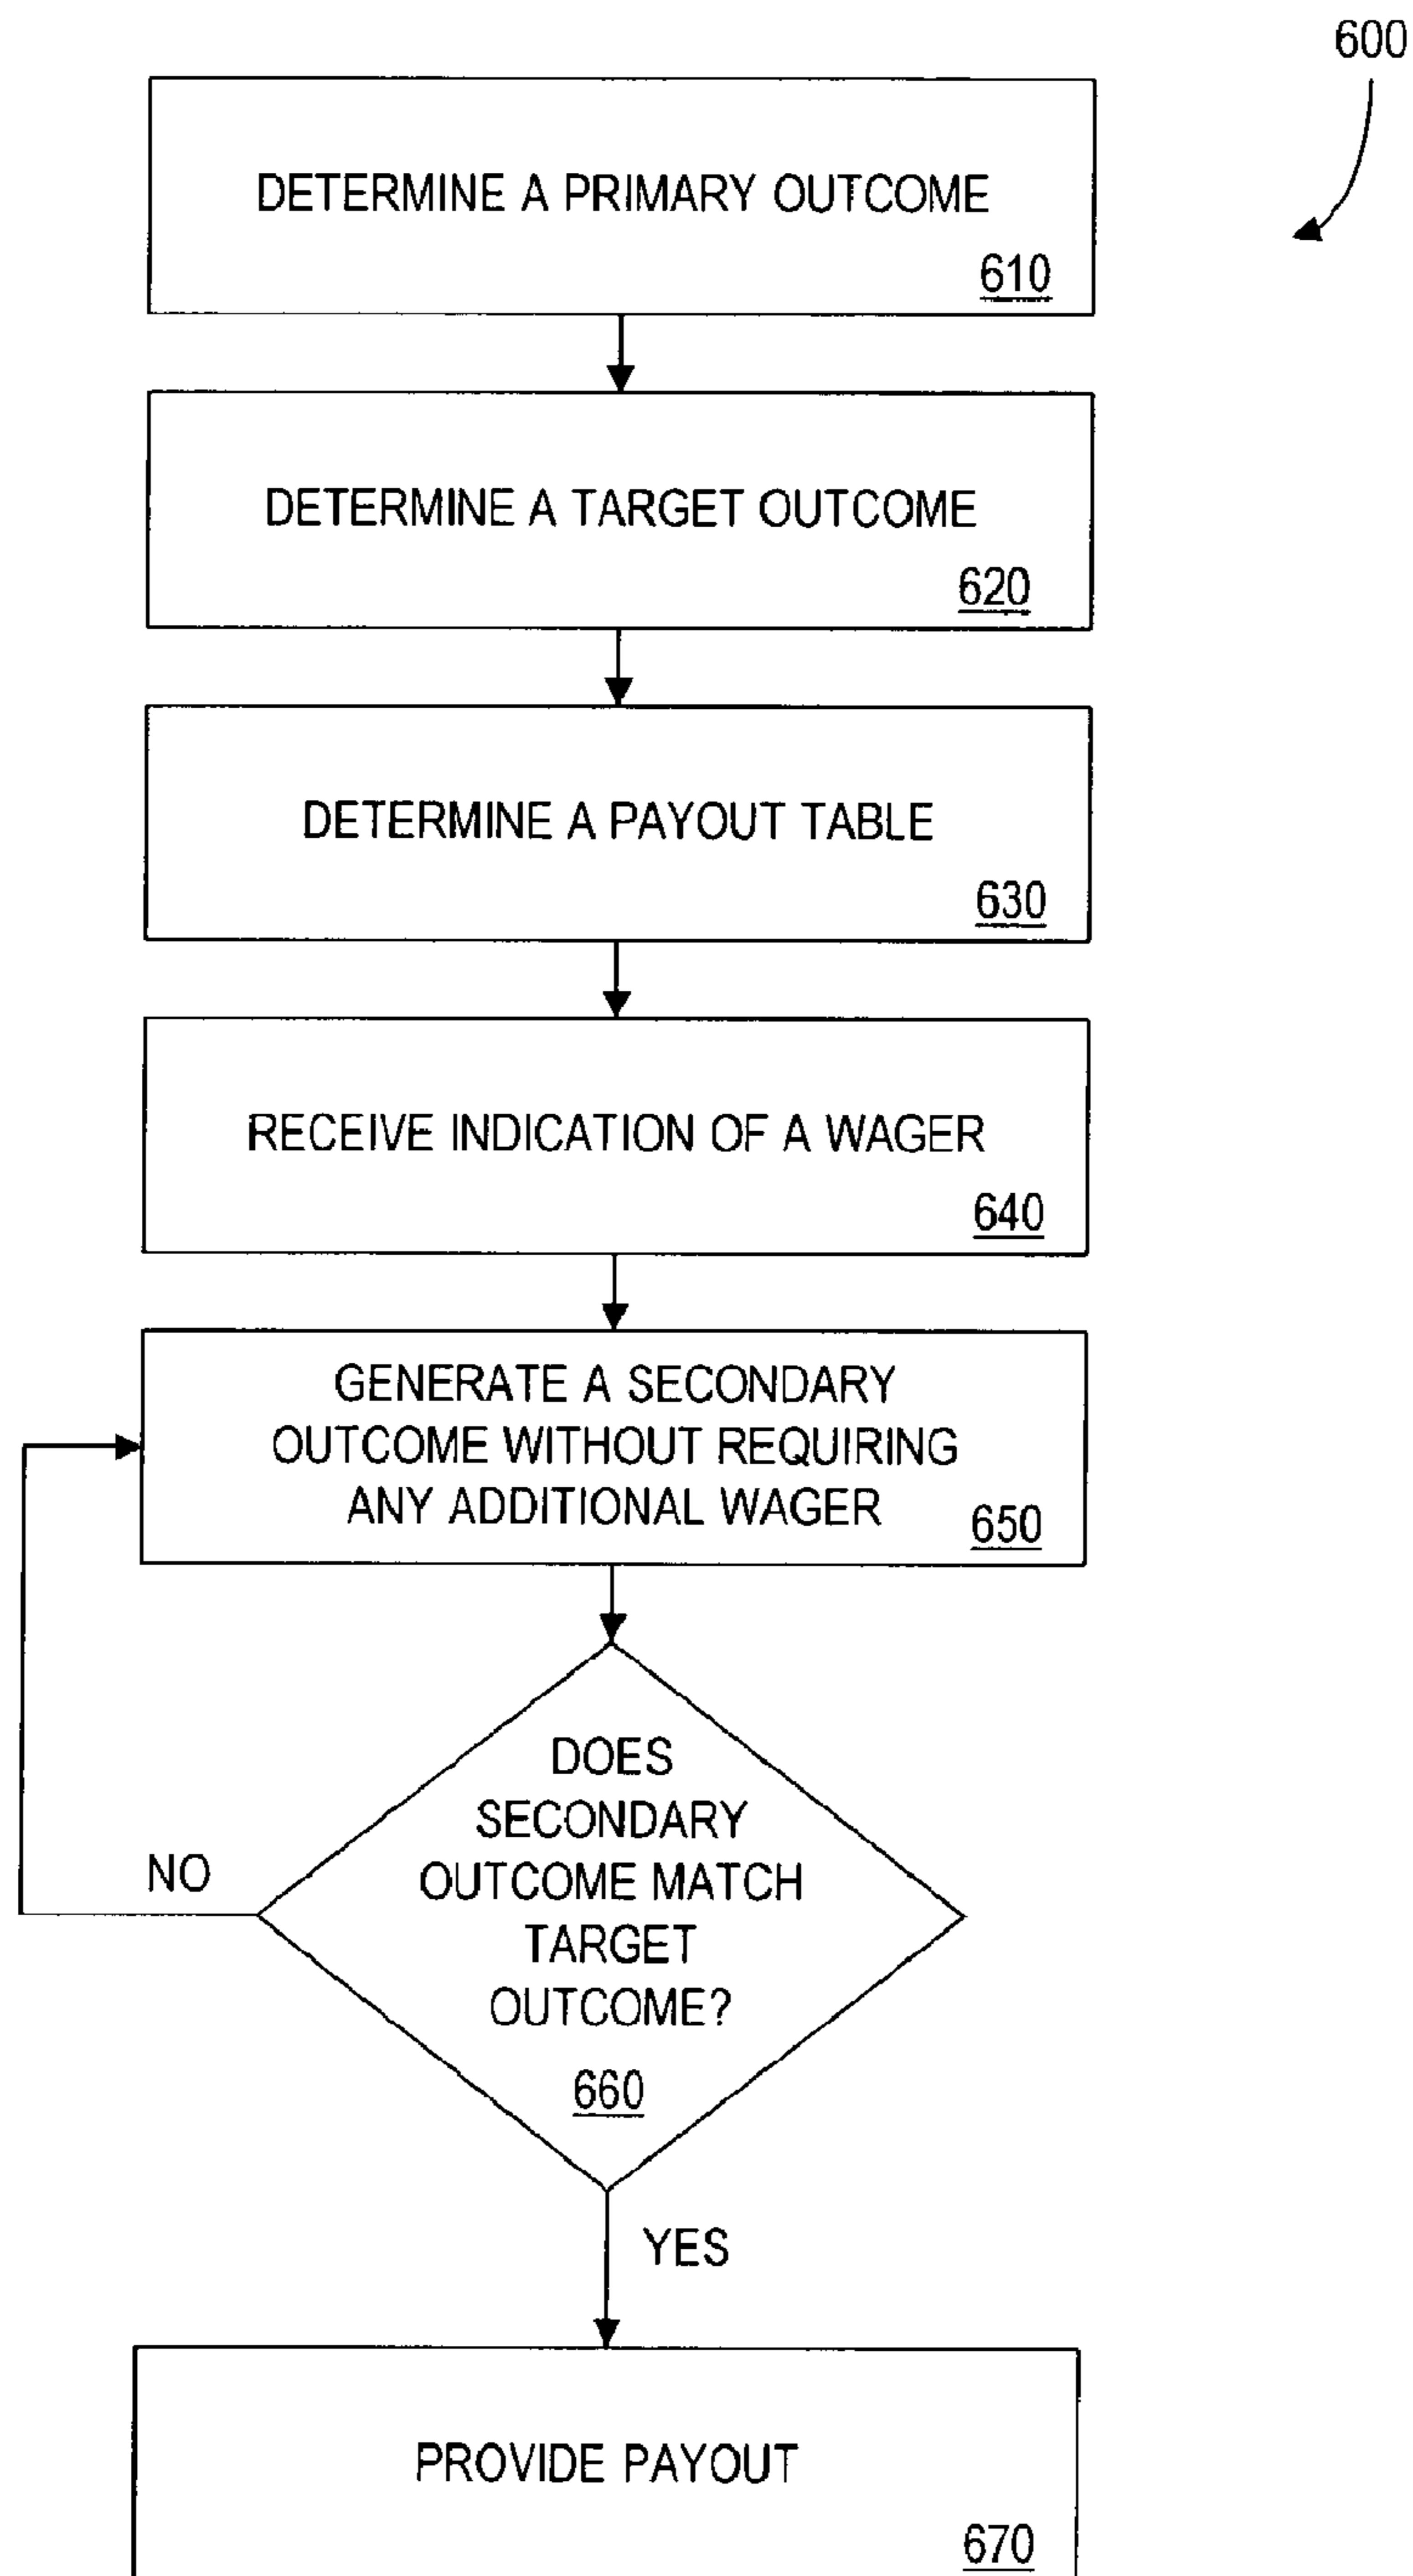 600
DETERMINE A PRIMARY OUTCOME
610
DETERMINE A TARGET OUTCOME
620
DETERMINE A PAYOUT TABLE
630
RECEIVE INDICATION OF A WAGER
640
GENERATE A SECONDARY
OUTCOME WITHOUT REQUIRING
ANY ADDITIONAL WAGER
650
DOES
SECONDARY
OUTCOME MATCH
TARGET
OUTCOME?
660
NO
YES
PROVIDE PAYOUT
670